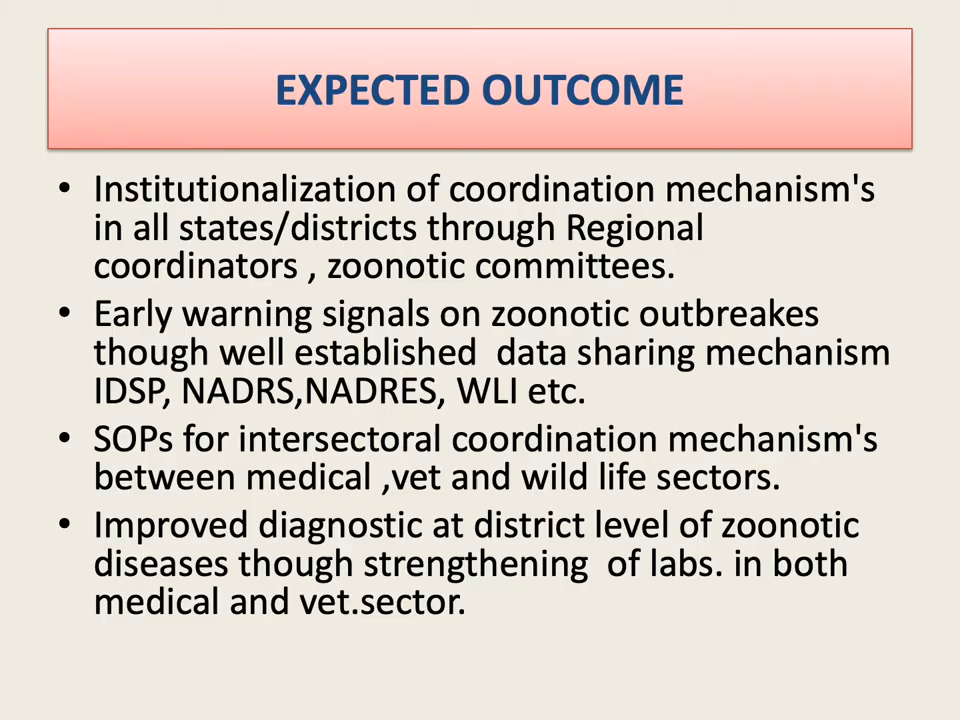 EXPECTED OUTCOME
• Institutionalization of coordination mechanism's
in all states/districts through Regional
coordinators , zoonotic committees.
• Early warning signals on zoonotic outbreakes
though well established  data sharing mechanism
IDSP, NADRS,NADRES, WLI etc.
• SOPs for intersectoral coordination mechanism's
between medical ,vet and wild life sectors.
• Improved diagnostic at district level of zoonotic
diseases though strengthening  of labs. in both
medical and vet.sector.